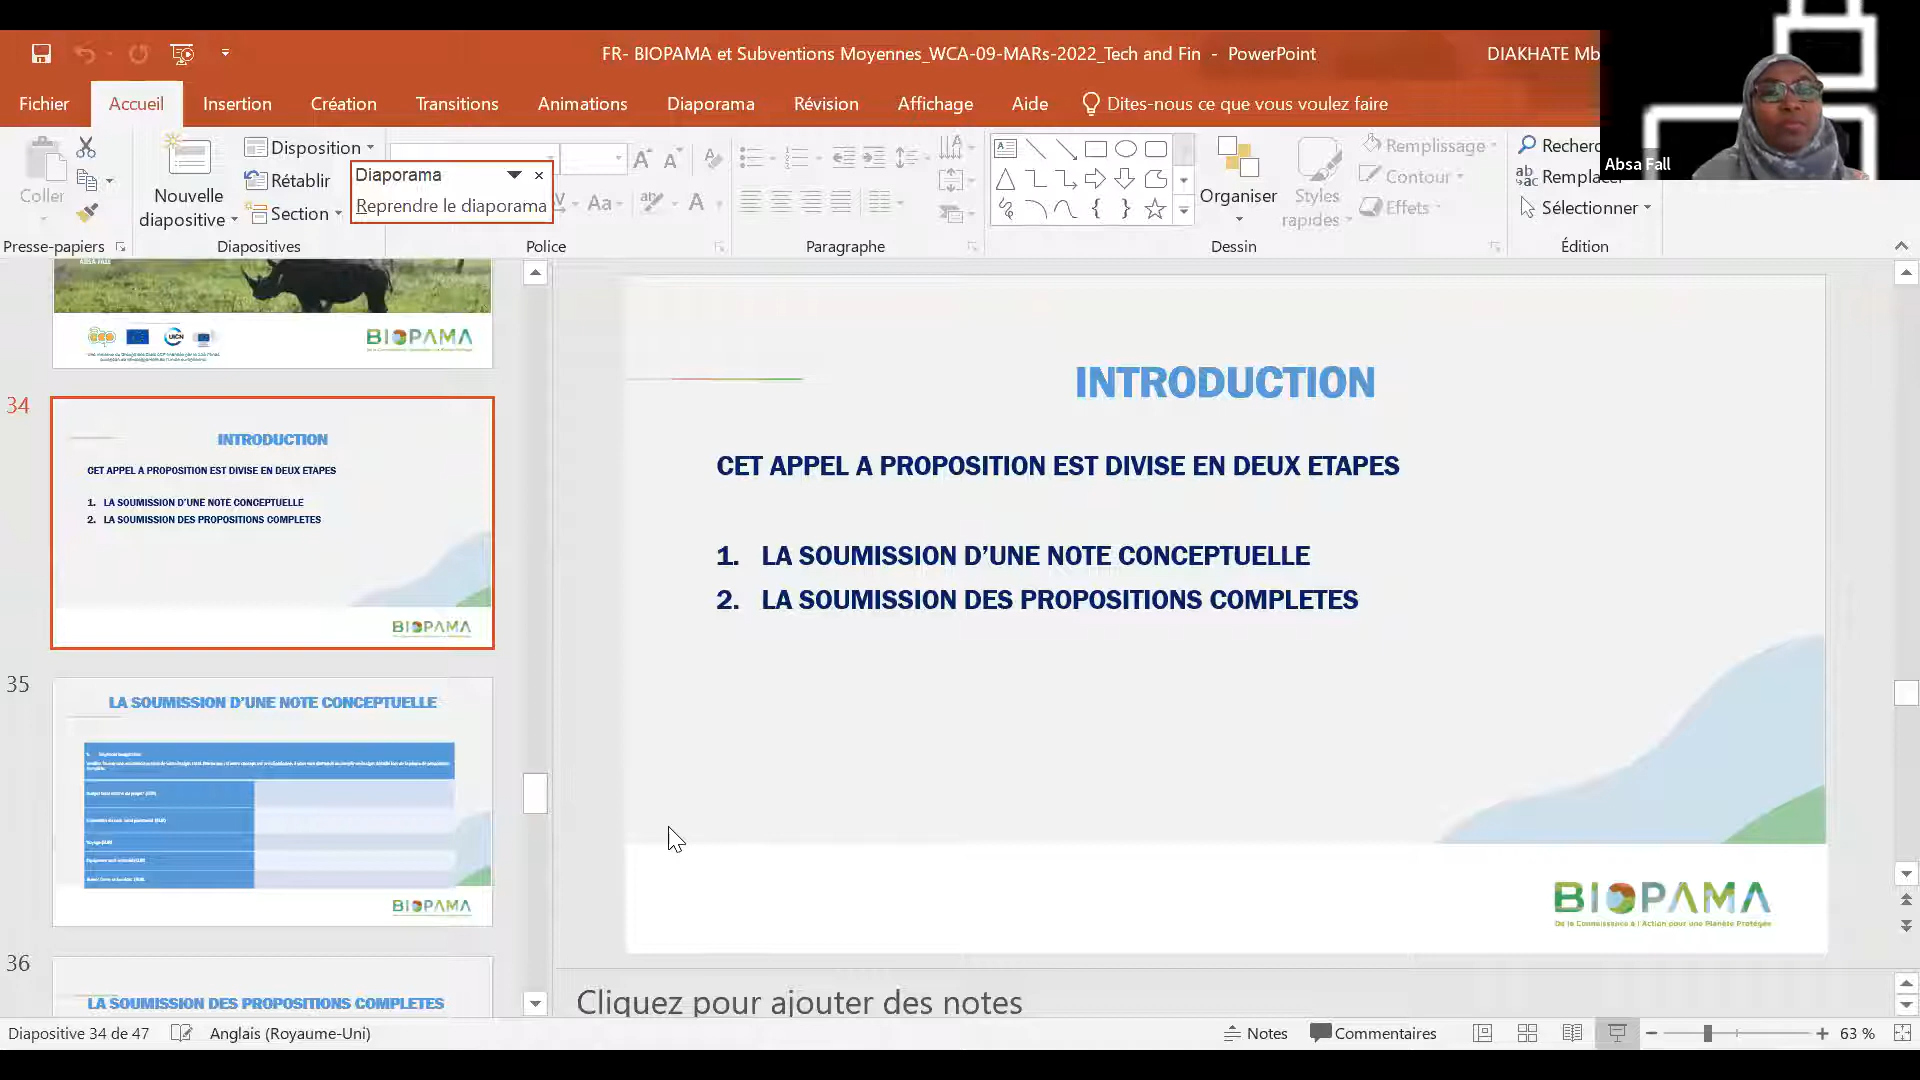 FR- BIOPAMA et Subventions Moyennes_WCA-09-MARs-2022_Tech and Fin - PowerPoint
DIAKHATE Mb
Fichier
Accueil
Insertion
Création
Transitions
Animations
Diaporama
Révision
Affichage
Aide
Dites-nous ce que vous voulez faire
Absa Fall
Coller
Nouvelle
diapositive
Disposition
Rétablir
Section
Diaporama
Reprendre le diaporama
Aa
A
Organiser
Styles
rapides
Remplissage
Contour
Effets
Recherc
Remplacer
Sélectionner
Presse-papiers
Diapositives
Police
Paragraphe
Dessin
Édition
ABSA FALL
UICN
BIOPAMA
34
INTRODUCTION
CET APPEL A PROPOSITION EST DIVISE EN DEUX ETAPES
1. LA SOUMISSION D'UNE NOTE CONCEPTUELLE
2. LA SOUMISSION DES PROPOSITIONS COMPLETES
BIOPAMA
35
LA SOUMISSION D'UNE NOTE CONCEPTUELLE
BIOPAMA
36
LA SOUMISSION DES PROPOSITIONS COMPLETES
INTRODUCTION
CET APPEL A PROPOSITION EST DIVISE EN DEUX ETAPES
1. LA SOUMISSION D'UNE NOTE CONCEPTUELLE
2. LA SOUMISSION DES PROPOSITIONS COMPLETES
BIOPAMA
De la Connaissance à l'Action pour une Planète Protégée
Cliquez pour ajouter des notes
Diapositive 34 de 47
Anglais (Royaume-Uni)
Notes
Commentaires
63 %